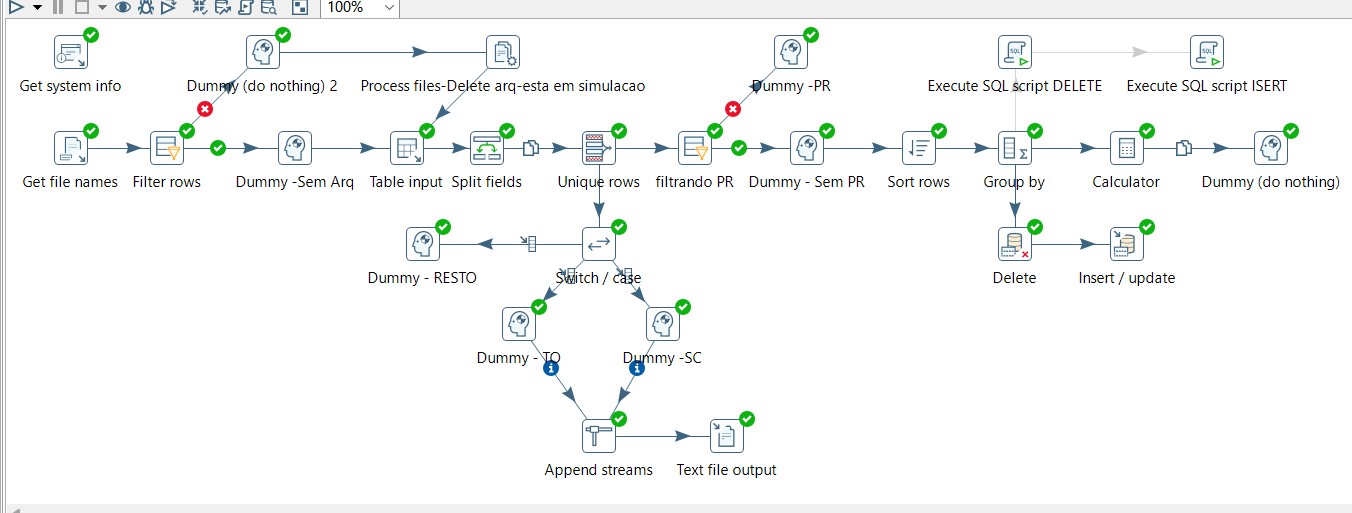 100%
Get system info
Dummy (do nothing) 2
Process files-Delete arq-esta em simulacao
Dummy -PR
Execute SQL script DELETE
Execute SQL script ISERT
Get file names
Filter rows
Dummy -Sem Arq
Table input
Split fields
Unique rows
filtrando PR
Dummy - Sem PR
Sort rows
Group by
Calculator
Dummy (do nothing)
Dummy - RESTO
Switch / case
Delete
Insert / update
Dummy - TO
Dummy -SC
Append streams
Text file output